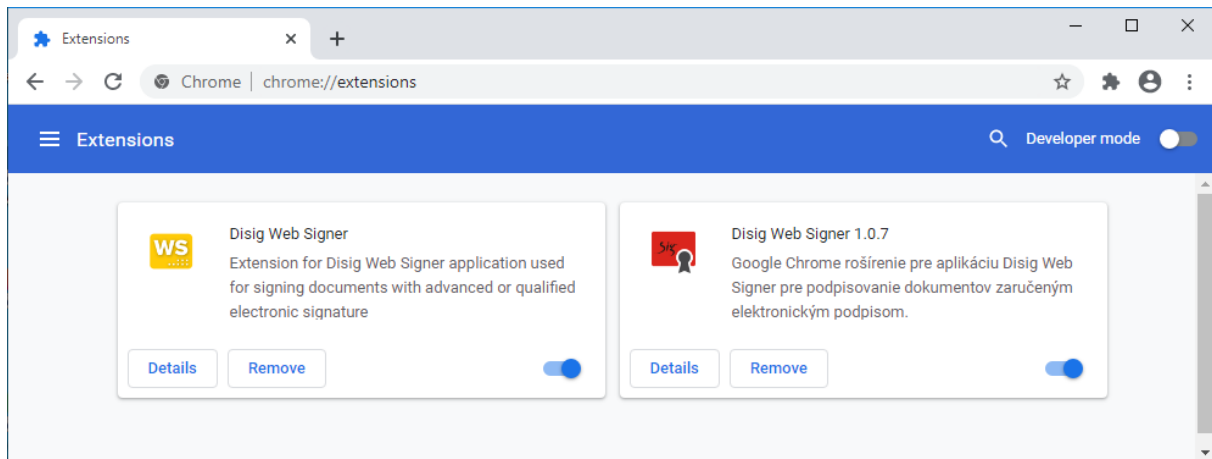 Extensions
Chrome | chrome://extensions
Extensions
Developer mode
WS
Disig Web Signer
Extension for Disig Web Signer application used
for signing documents with advanced or qualified
electronic signature
Details
Remove
Disig Web Signer 1.0.7
Google Chrome rošírenie pre aplikáciu Disig Web
Signer pre podpisovanie dokumentov zaručeným
elektronickým podpisom.
Details
Remove